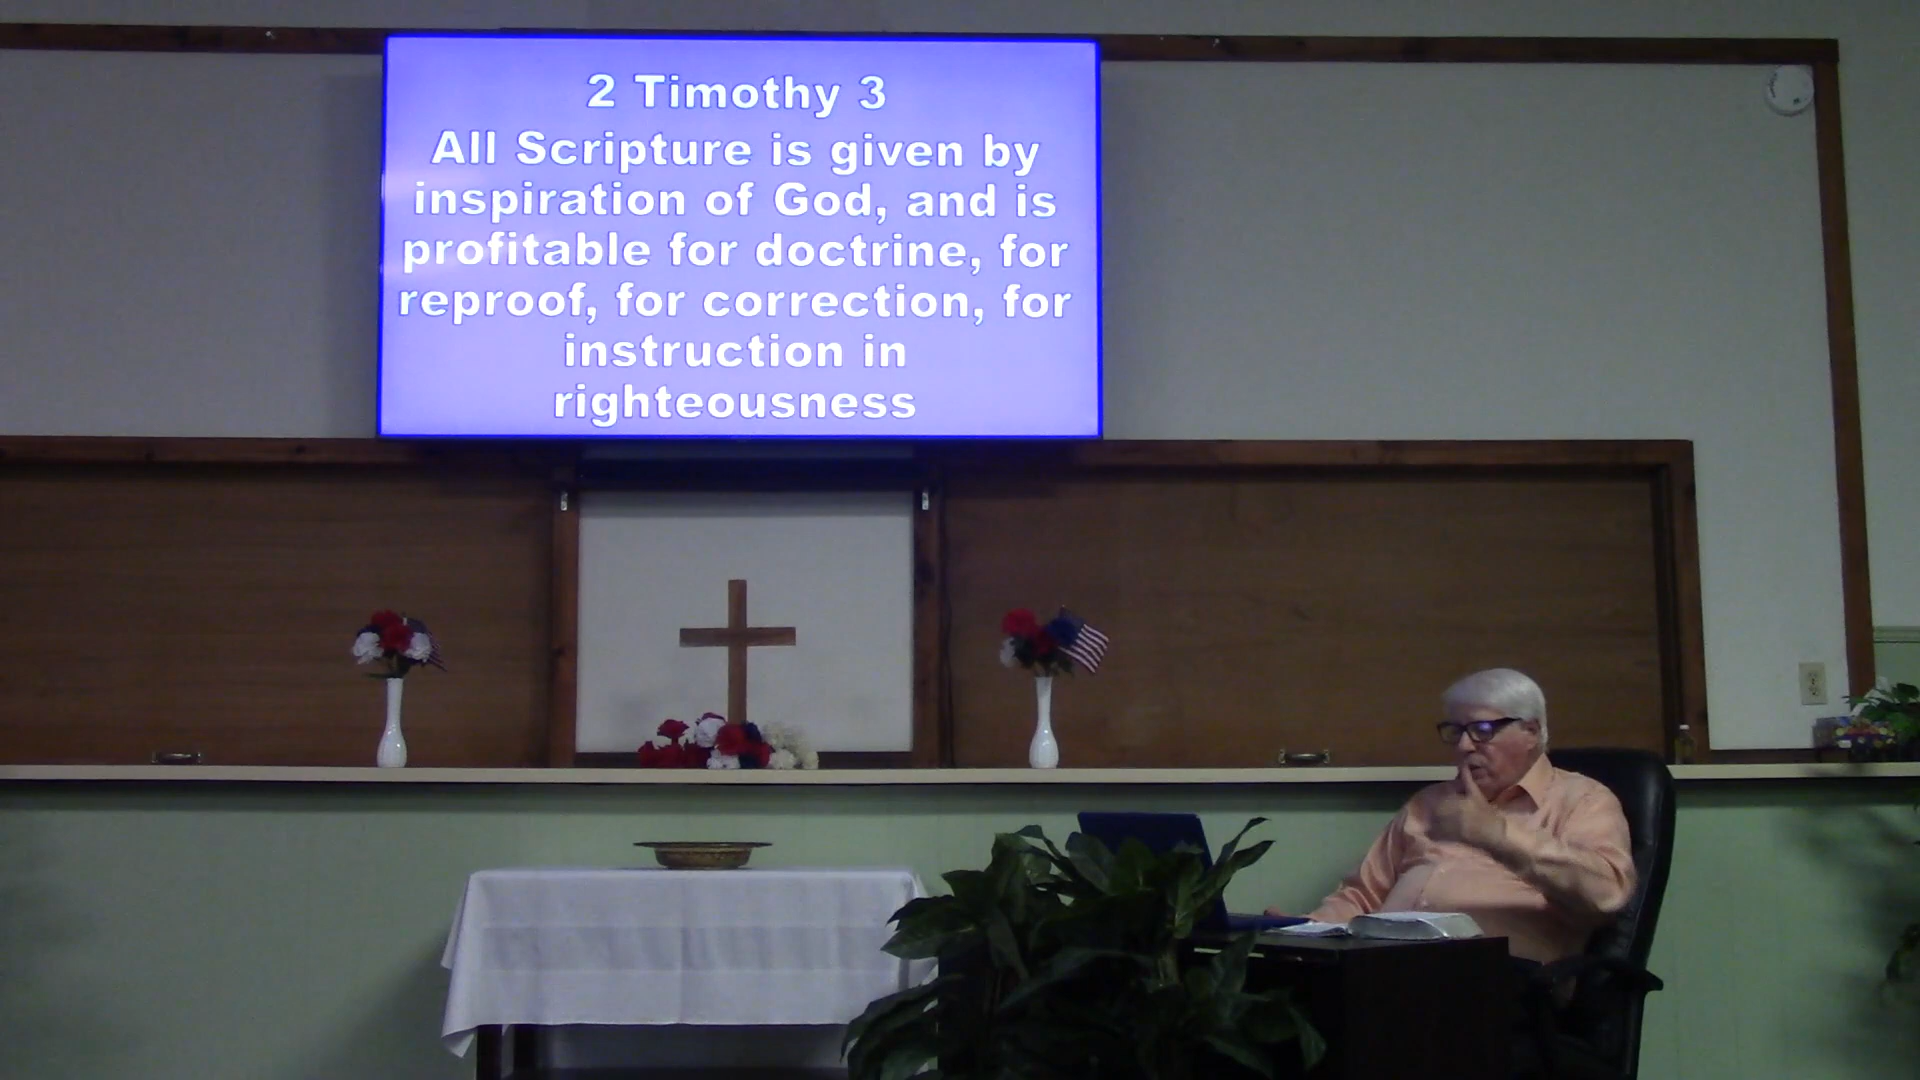 2 Timothy 3
All Scripture is given by
inspiration of God, and is
profitable for doctrine, for
reproof, for correction, for
instruction in
righteousness